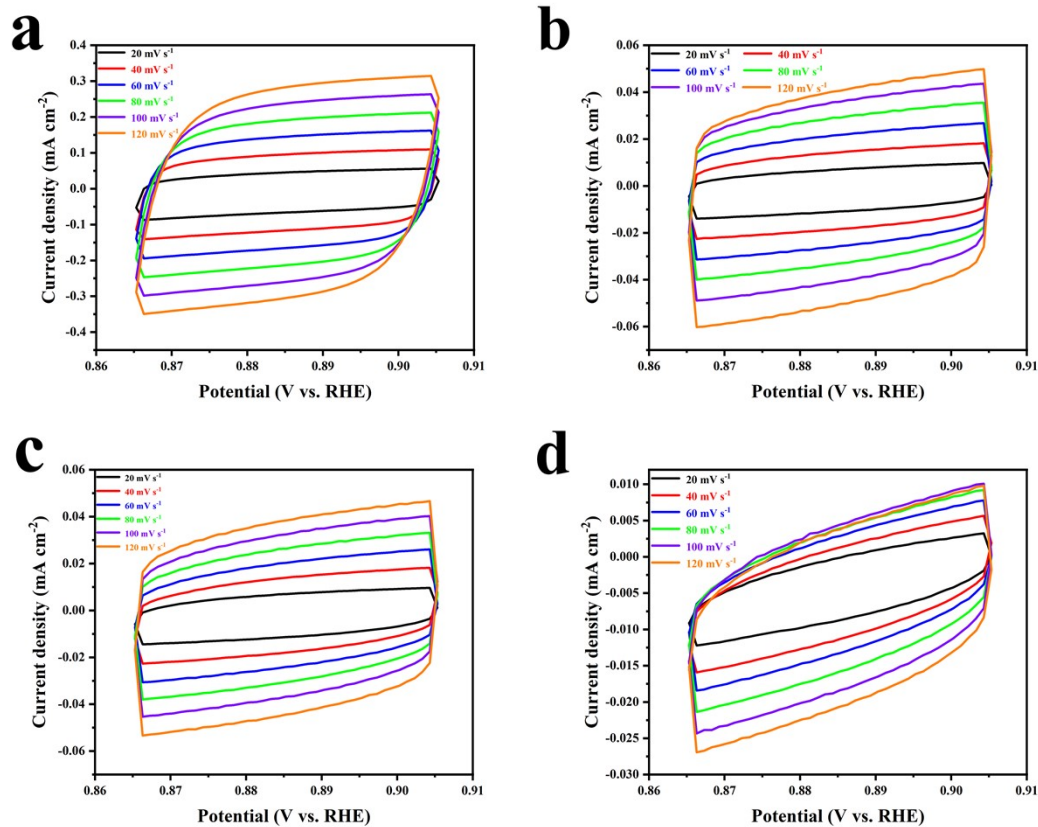 a
0.4
0.3
0.2
0.1
0.0
-0.1
-0.2
-0.3
-0.4
20 mV s⁻¹
40 mV s⁻¹
60 mV s⁻¹
80 mV s⁻¹
100 mV s⁻¹
120 mV s⁻¹
Current density (mA cm⁻²)
0.86 0.87 0.88 0.89 0.90 0.91
Potential (V vs. RHE)
b
0.06
0.04
0.02
0.00
-0.02
-0.04
-0.06
20 mV s⁻¹ 40 mV s⁻¹
60 mV s⁻¹ 80 mV s⁻¹
100 mV s⁻¹ 120 mV s⁻¹
Current density (mA cm⁻²)
0.86 0.87 0.88 0.89 0.90 0.91
Potential (V vs. RHE)
c
0.06
0.04
0.02
0.00
-0.02
-0.04
-0.06
20 mV s⁻¹
40 mV s⁻¹
60 mV s⁻¹
80 mV s⁻¹
100 mV s⁻¹
120 mV s⁻¹
Current density (mA cm⁻²)
0.86 0.87 0.88 0.89 0.90 0.91
Potential (V vs. RHE)
d
0.010
0.005
0.000
-0.005
-0.010
-0.015
-0.020
-0.025
-0.030
20 mV s⁻¹
40 mV s⁻¹
60 mV s⁻¹
80 mV s⁻¹
100 mV s⁻¹
120 mV s⁻¹
Current density (mA cm⁻²)
0.86 0.87 0.88 0.89 0.90 0.91
Potential (V vs. RHE)